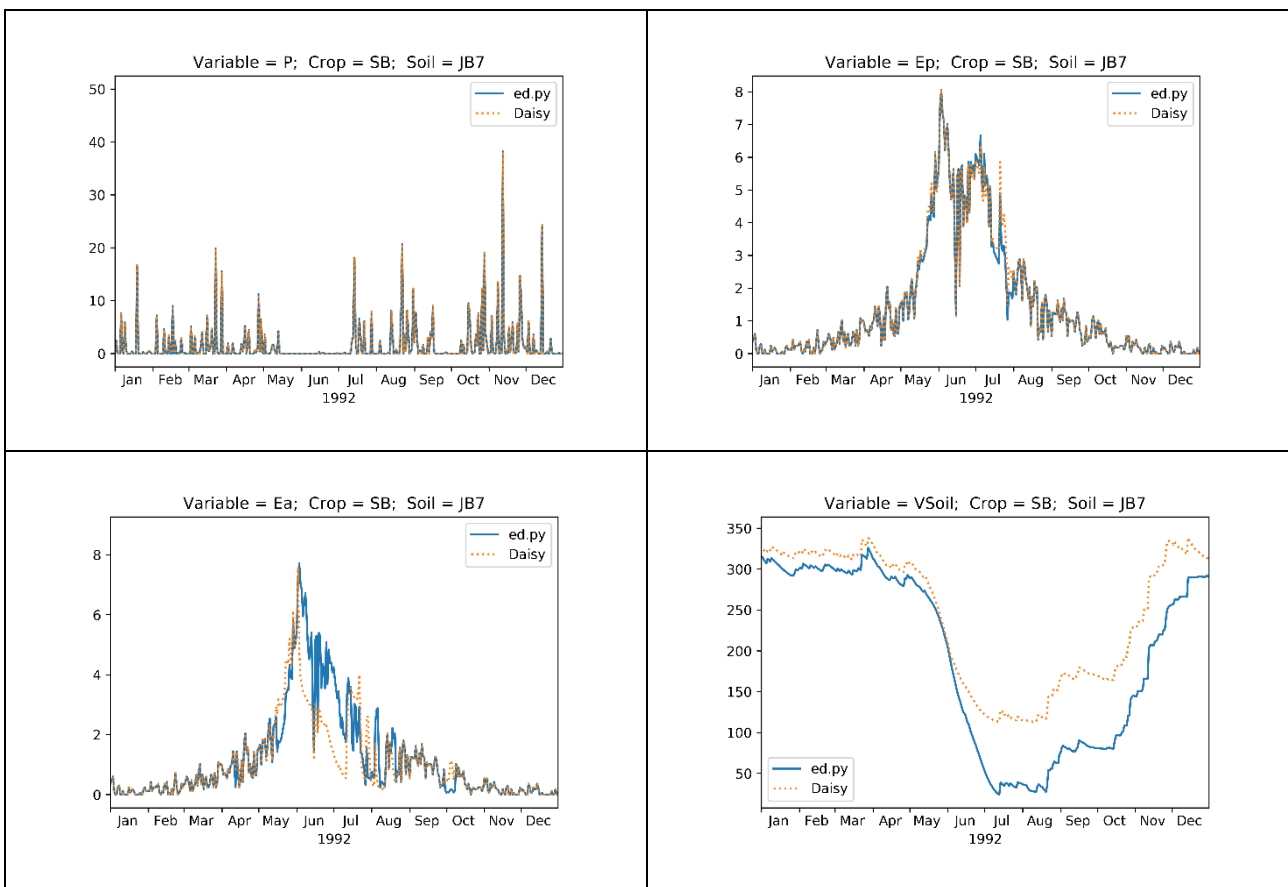 Variable = P;  Crop = SB;  Soil = JB7
ed.py
Daisy
50
40
30
20
10
0
Jan Feb Mar Apr May Jun Jul Aug Sep Oct Nov Dec
1992
Variable = Ep;  Crop = SB;  Soil = JB7
ed.py
Daisy
8
7
6
5
4
3
2
1
0
Jan Feb Mar Apr May Jun Jul Aug Sep Oct Nov Dec
1992
Variable = Ea;  Crop = SB;  Soil = JB7
ed.py
Daisy
8
6
4
2
0
Jan Feb Mar Apr May Jun Jul Aug Sep Oct Nov Dec
1992
Variable = VSoil;  Crop = SB;  Soil = JB7
350
300
250
200
150
100
50
ed.py
Daisy
Jan Feb Mar Apr May Jun Jul Aug Sep Oct Nov Dec
1992